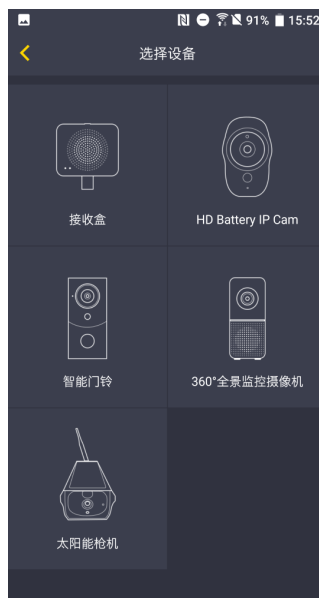 91% 15:52
选择设备
接收盒
HD Battery IP Cam
智能门铃
360°全景监控摄像机
太阳能枪机